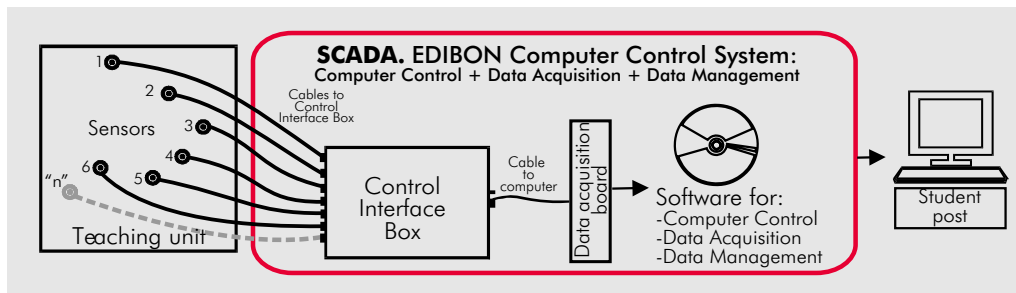 SCADA. EDIBON Computer Control System:
Computer Control + Data Acquisition + Data Management
1
2
3
4
5
6
"n"
Sensors
Teaching unit
Cables to
Control
Interface Box
Control
Interface
Box
Cable
to
computer
Data acquisition
board
Software for:
-Computer Control
-Data Acquisition
-Data Management
Student
post